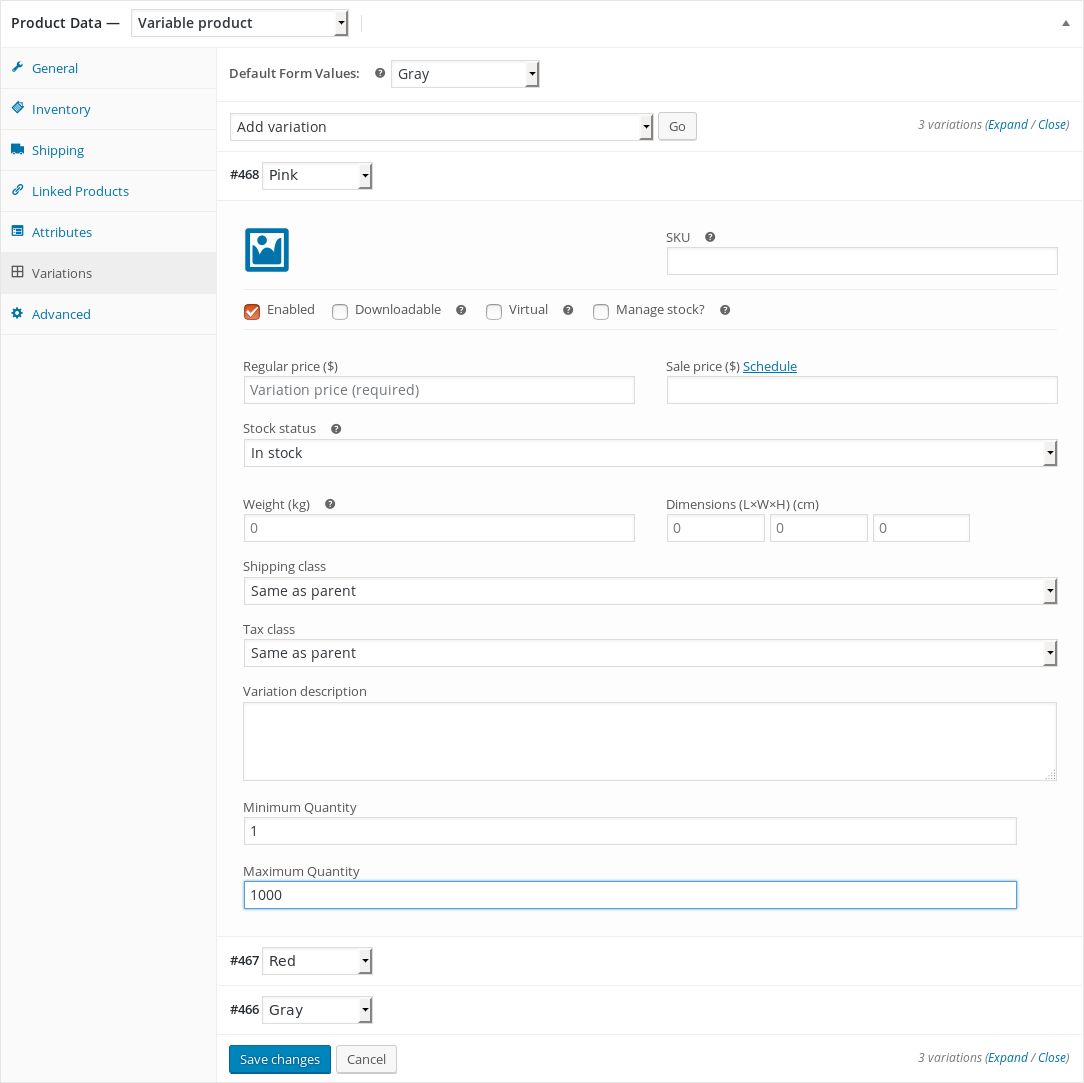 Product Data — Variable product
General
Inventory
Shipping
Linked Products
Attributes
Variations
Advanced
Default Form Values: ? Gray
Add variation Go 3 variations (Expand / Close)
#468 Pink
SKU ?
Enabled Downloadable ? Virtual ? Manage stock? ?
Regular price ($) Sale price ($) Schedule
Variation price (required)
Stock status ?
In stock
Weight (kg) ? Dimensions (L×W×H) (cm)
0 0 0 0
Shipping class
Same as parent
Tax class
Same as parent
Variation description
Minimum Quantity
1
Maximum Quantity
1000
#467 Red
#466 Gray
Save changes Cancel 3 variations (Expand / Close)